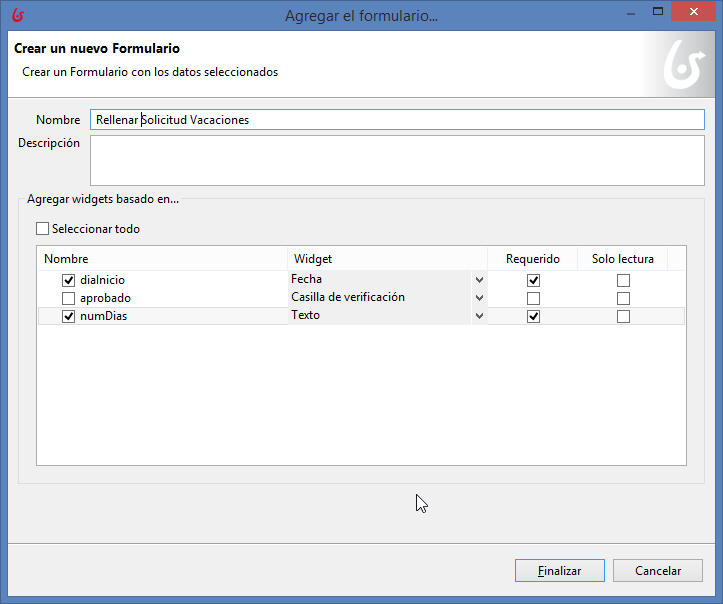 Agregar el formulario...
Crear un nuevo Formulario
Crear un Formulario con los datos seleccionados
Nombre Rellenar Solicitud Vacaciones
Descripción
Agregar widgets basado en...
Seleccionar todo
Nombre Widget Requerido Solo lectura
diaInicio Fecha
aprobado Casilla de verificación
numDias Texto
Finalizar Cancelar